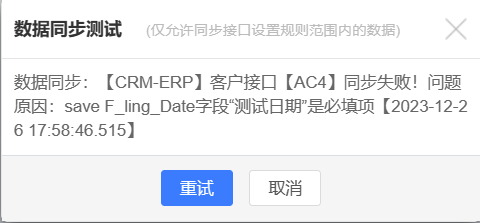 数据同步测试 (仅允许同步接口设置规则范围内的数据)
数据同步：【CRM-ERP】客户接口【AC4】同步失败！问题
原因：save F_ling_Date字段“测试日期”是必填项【2023-12-2
6 17:58:46.515】
重试 取消